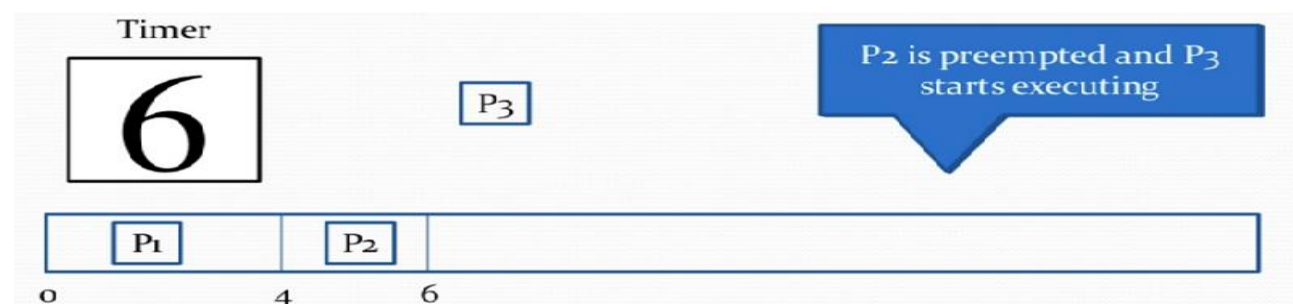 Timer
6
P3
P2 is preempted and P3
starts executing
P1
P2
0
4
6